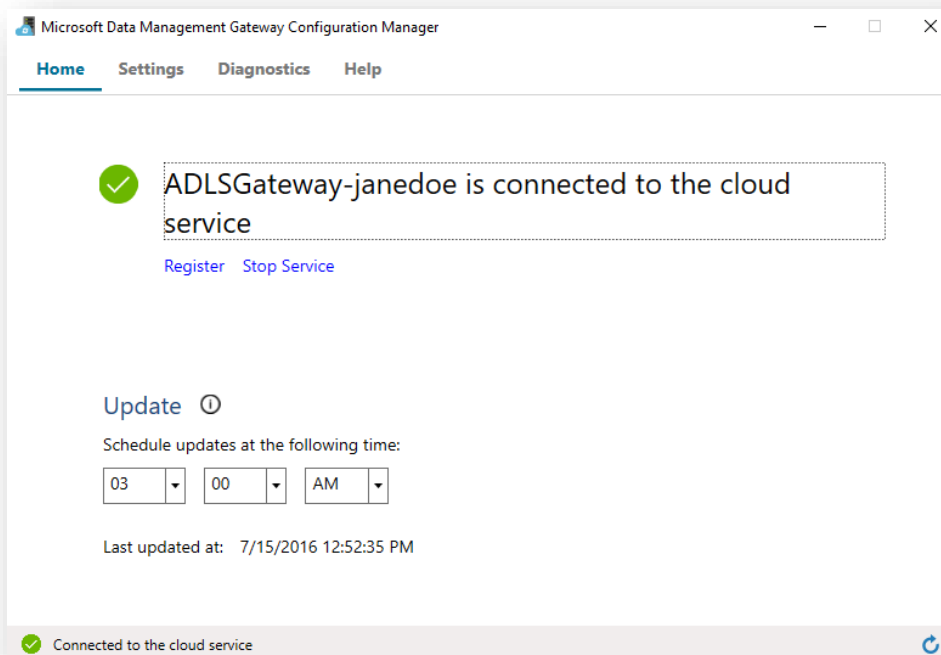 Microsoft Data Management Gateway Configuration Manager
Home Settings Diagnostics Help
ADLSGateway-janedoe is connected to the cloud
service
Register Stop Service
Update
Schedule updates at the following time:
03 00 AM
Last updated at: 7/15/2016 12:52:35 PM
Connected to the cloud service